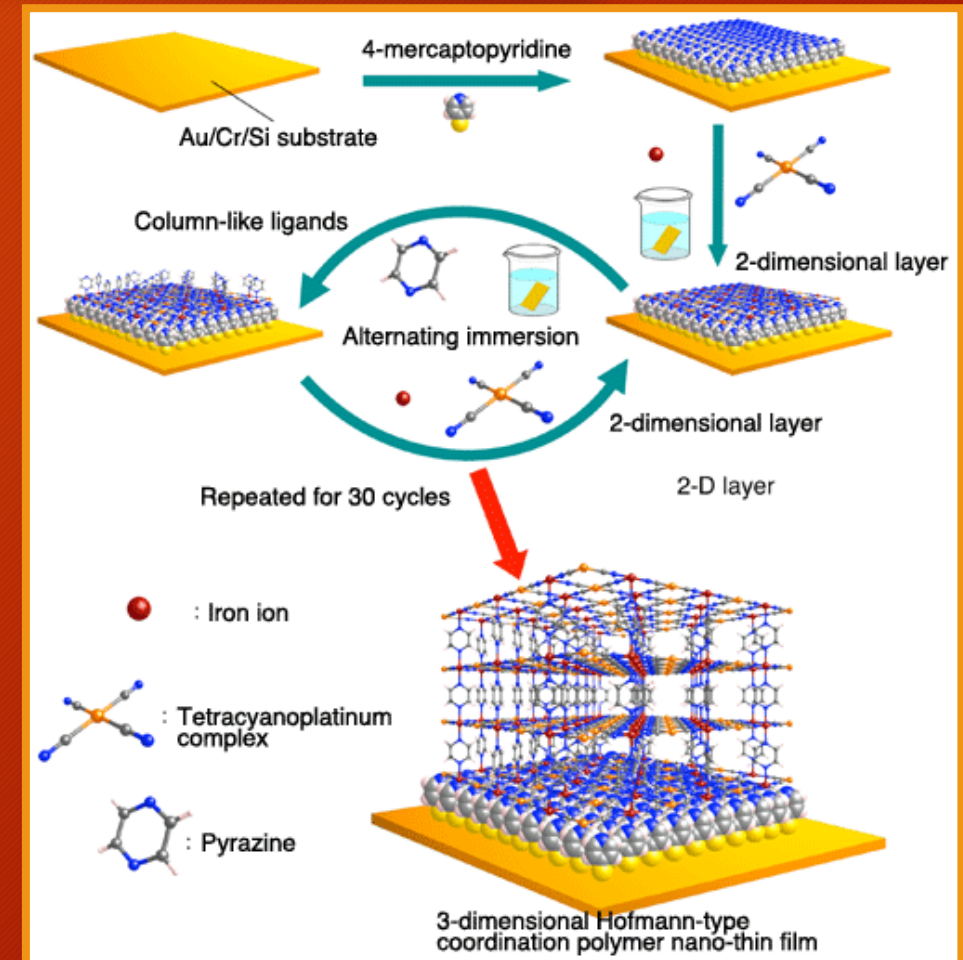 4-mercaptopyridine
Au/Cr/Si substrate
Column-like ligands
2-dimensional layer
Alternating immersion
2-dimensional layer
Repeated for 30 cycles
2-D layer
: Iron ion
: Tetracyanoplatinum
complex
: Pyrazine
3-dimensional Hofmann-type
coordination polymer nano-thin film